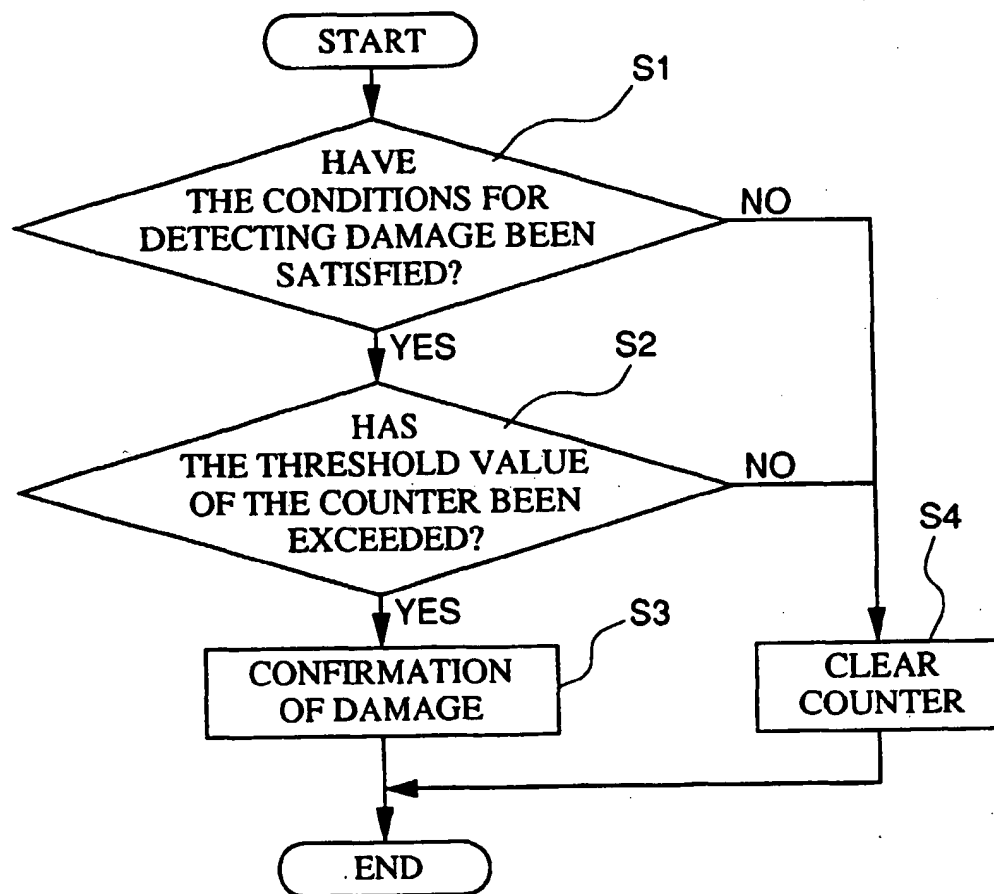 START
S1
HAVE
THE CONDITIONS FOR
DETECTING DAMAGE BEEN
SATISFIED?
NO
YES
S2
HAS
THE THRESHOLD VALUE
OF THE COUNTER BEEN
EXCEEDED?
NO
YES
S3
CONFIRMATION
OF DAMAGE
S4
CLEAR
COUNTER
END